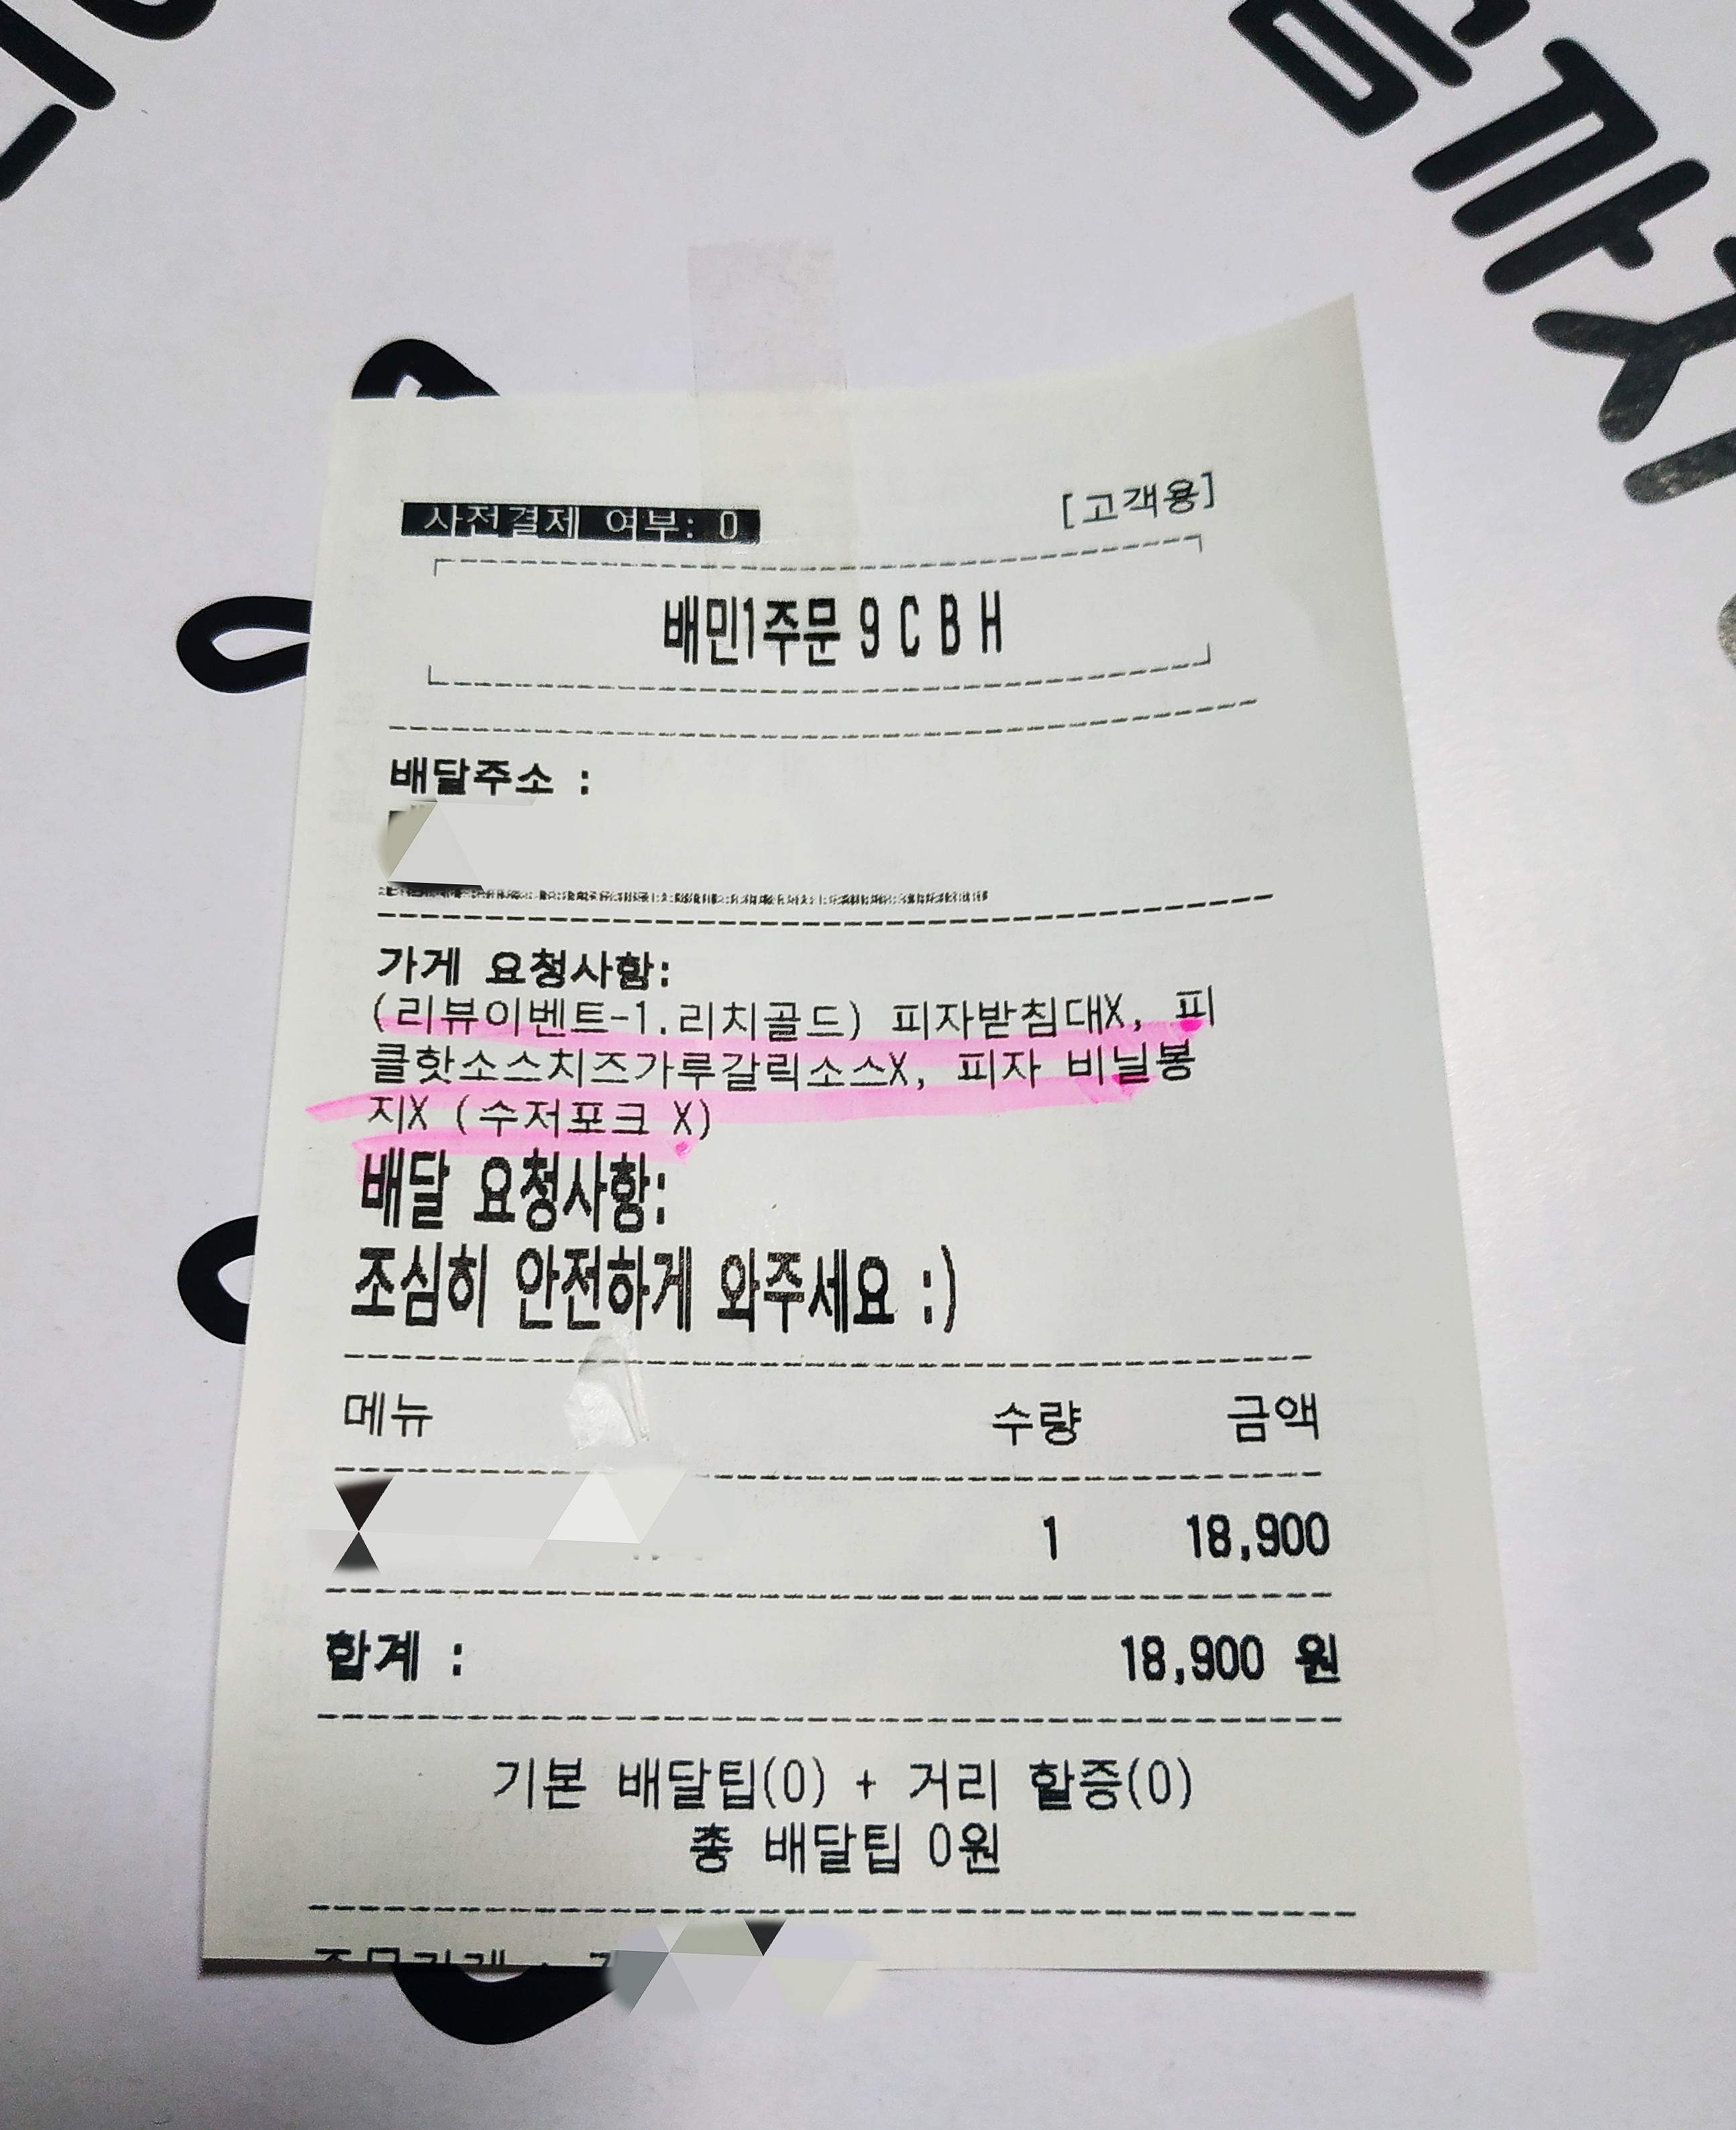 사전결제 여부: O
[고객용]
배민1주문 9CBH
배달주소 :
가게 요청사항:
(리뷰이벤트-1.리치골드) 피자받침대X, 피
클핫소스치즈가루갈릭소스X, 피자 비닐봉
지X (수저포크 X)
배달 요청사항:
조심히 안전하게 와주세요 :)
메뉴 수량 금액
1 18,900
합계 : 18,900 원
기본 배달팁(0) + 거리 할증(0)
총 배달팁 0원